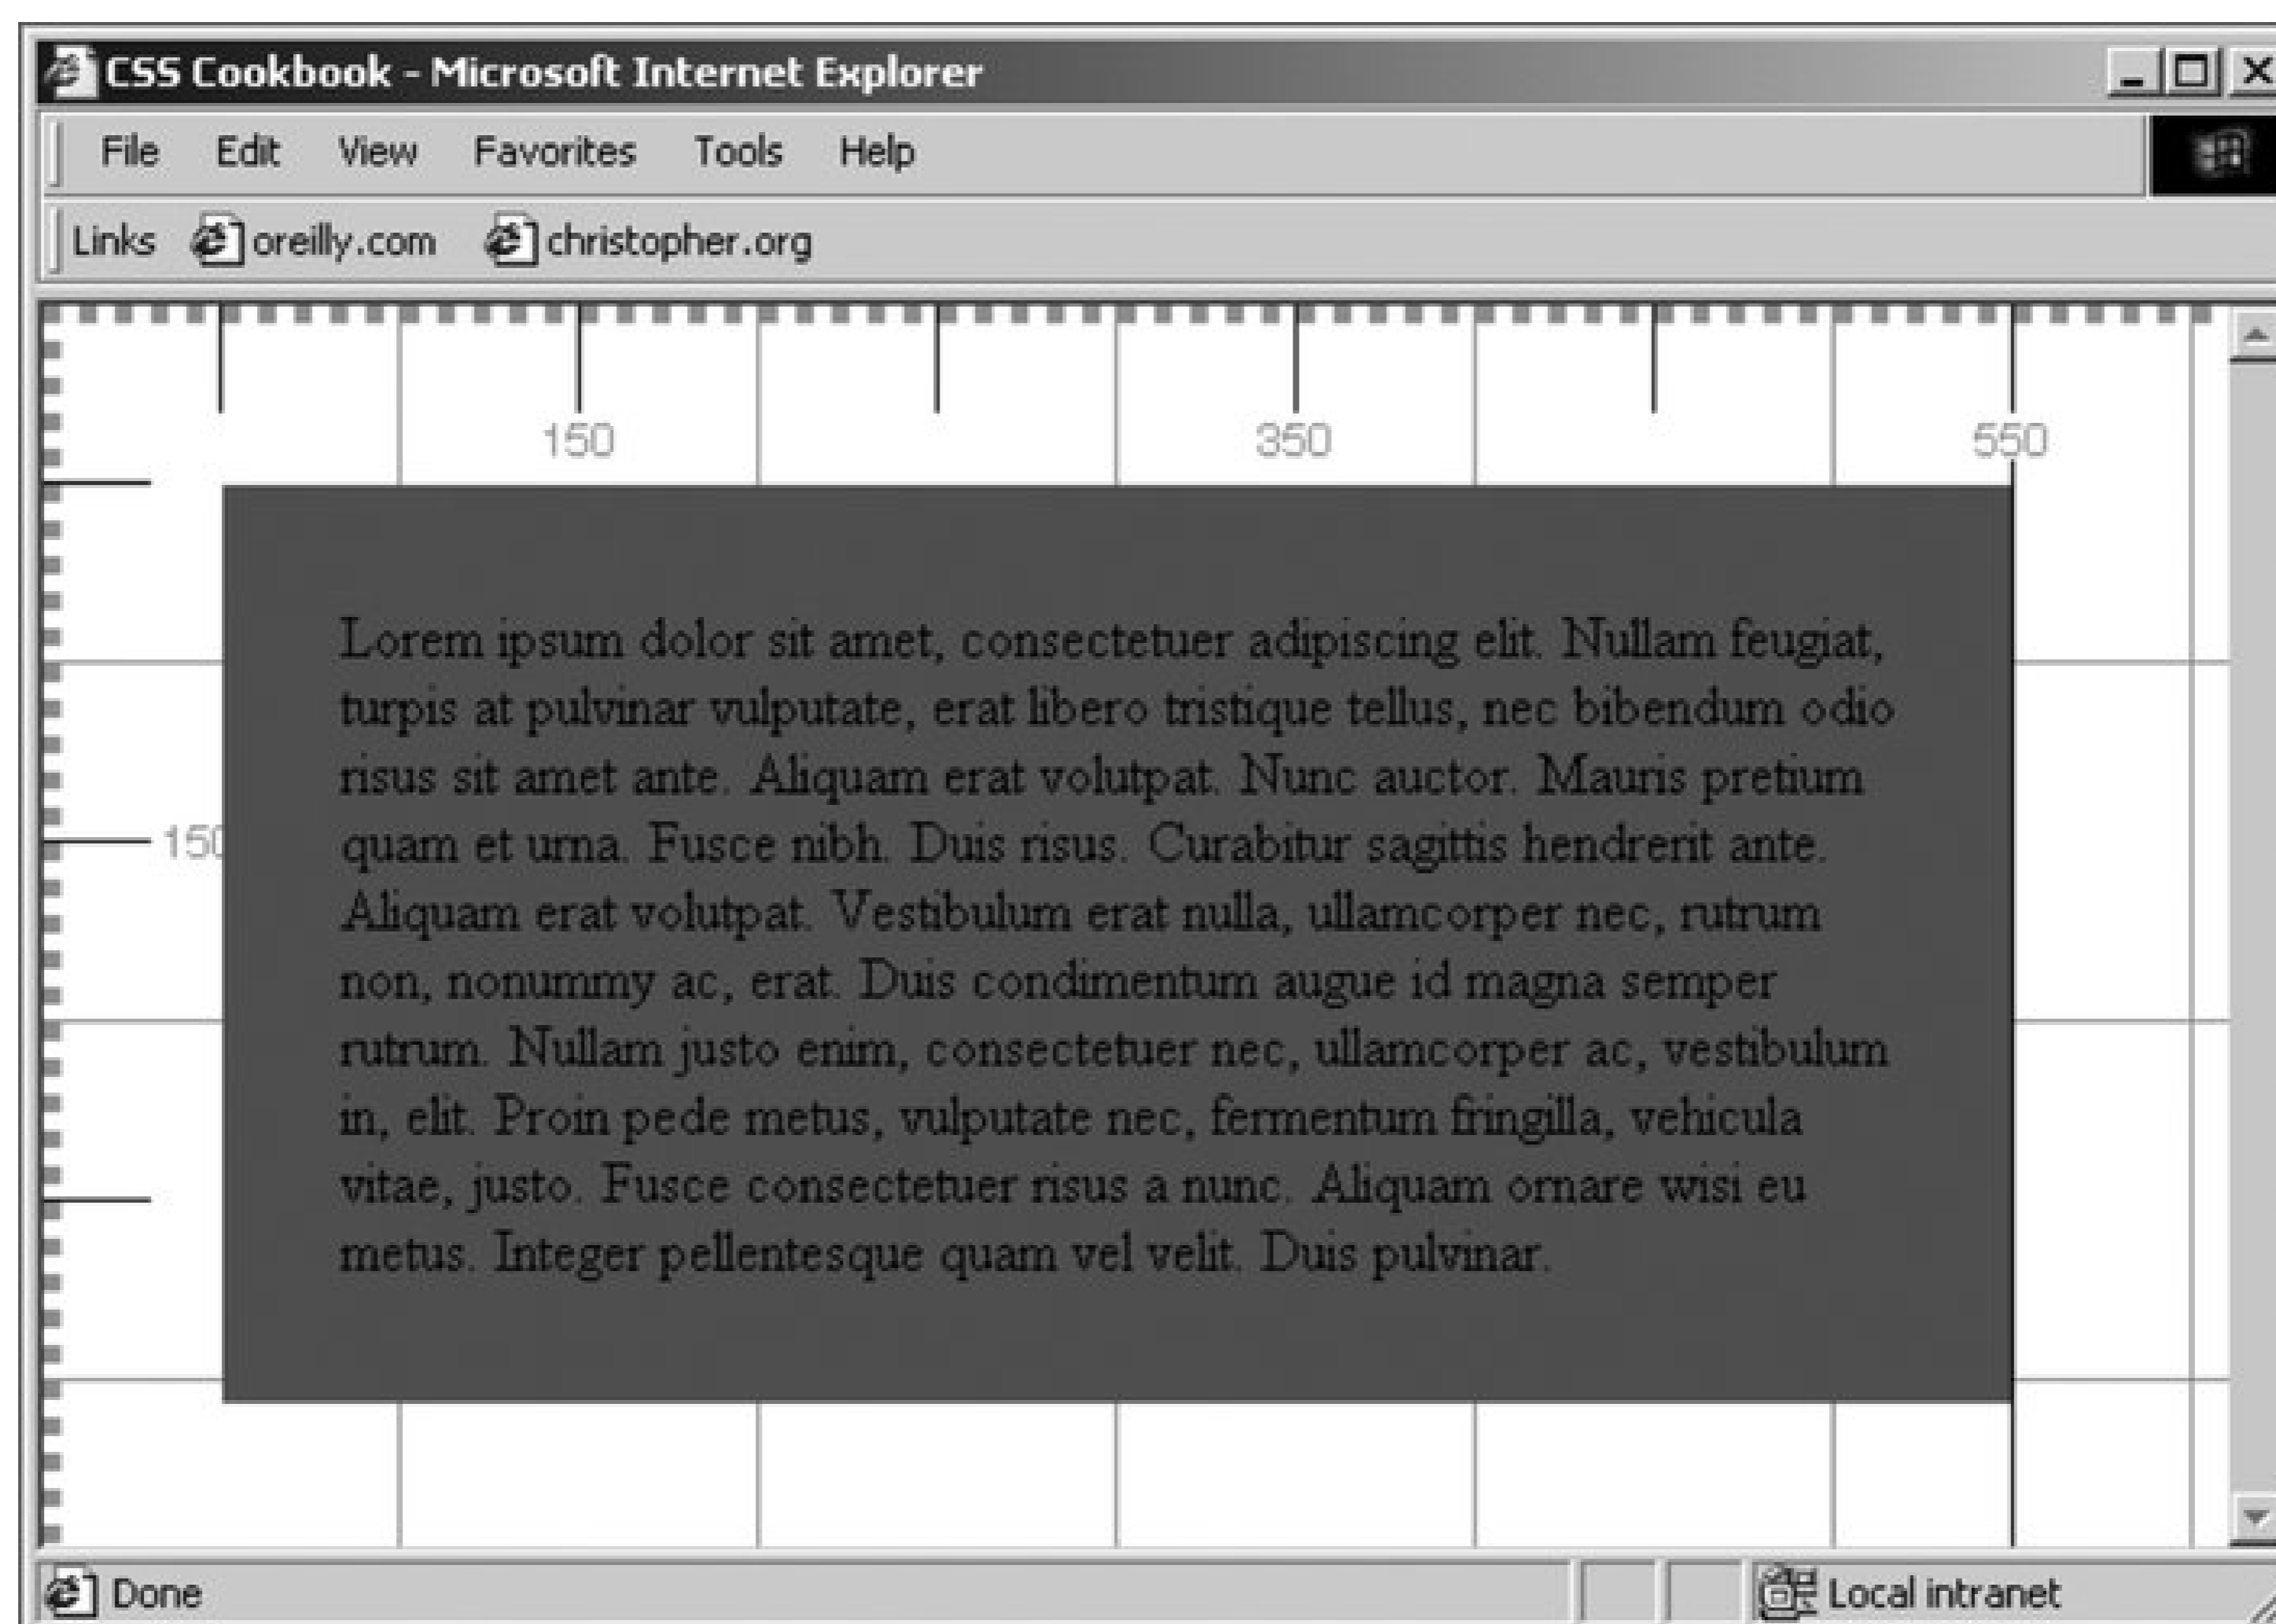 CSS Cookbook - Microsoft Internet Explorer
File Edit View Favorites Tools Help
Links oreilly.com christopher.org
150 350 550
Lorem ipsum dolor sit amet, consectetuer adipiscing elit. Nullam feugiat,
turpis at pulvinar vulputate, erat libero tristique tellus, nec bibendum odio
risus sit amet ante. Aliquam erat volutpat. Nunc auctor. Mauris pretium
150
quam et urna. Fusce nibh. Duis risus. Curabitur sagittis hendrerit ante.
Aliquam erat volutpat. Vestibulum erat nulla, ullamcorper nec, rutrum
non, nonummy ac, erat. Duis condimentum augue id magna semper
rutrum. Nullam justo enim, consectetuer nec, ullamcorper ac, vestibulum
in, elit. Proin pede metus, vulputate nec, fermentum fringilla, vehicula
vitae, justo. Fusce consectetuer risus a nunc. Aliquam ornare wisi eu
metus. Integer pellentesque quam vel velit. Duis pulvinar.
Done Local intranet